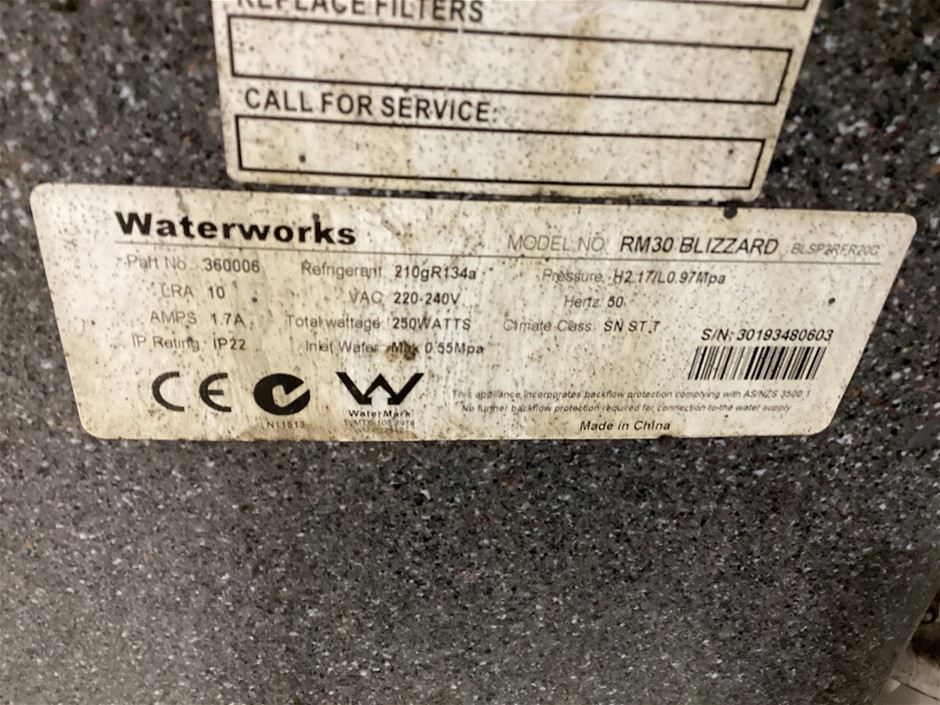 REPLACE FILTERS
CALL FOR SERVICE:
Waterworks
MODEL NO. RM30 BLIZZARD
Part No. 360006 Refrigerant 210gR134a Pressure H2.17/L0.97Mpa
LRA 10 VAC 220-240V Hertz 50
AMPS 1.7A Total wattage 250WATTS Climate Class SN ST,T
IP Rating IP22 Inlet Water Max 0.55Mpa
S/N: 30193480603
CE
This appliance incorporates backflow protection complying with AS/NZS 3500.1
No further backflow protection required for connection to the water supply
WaterMark
N11513
Made in China